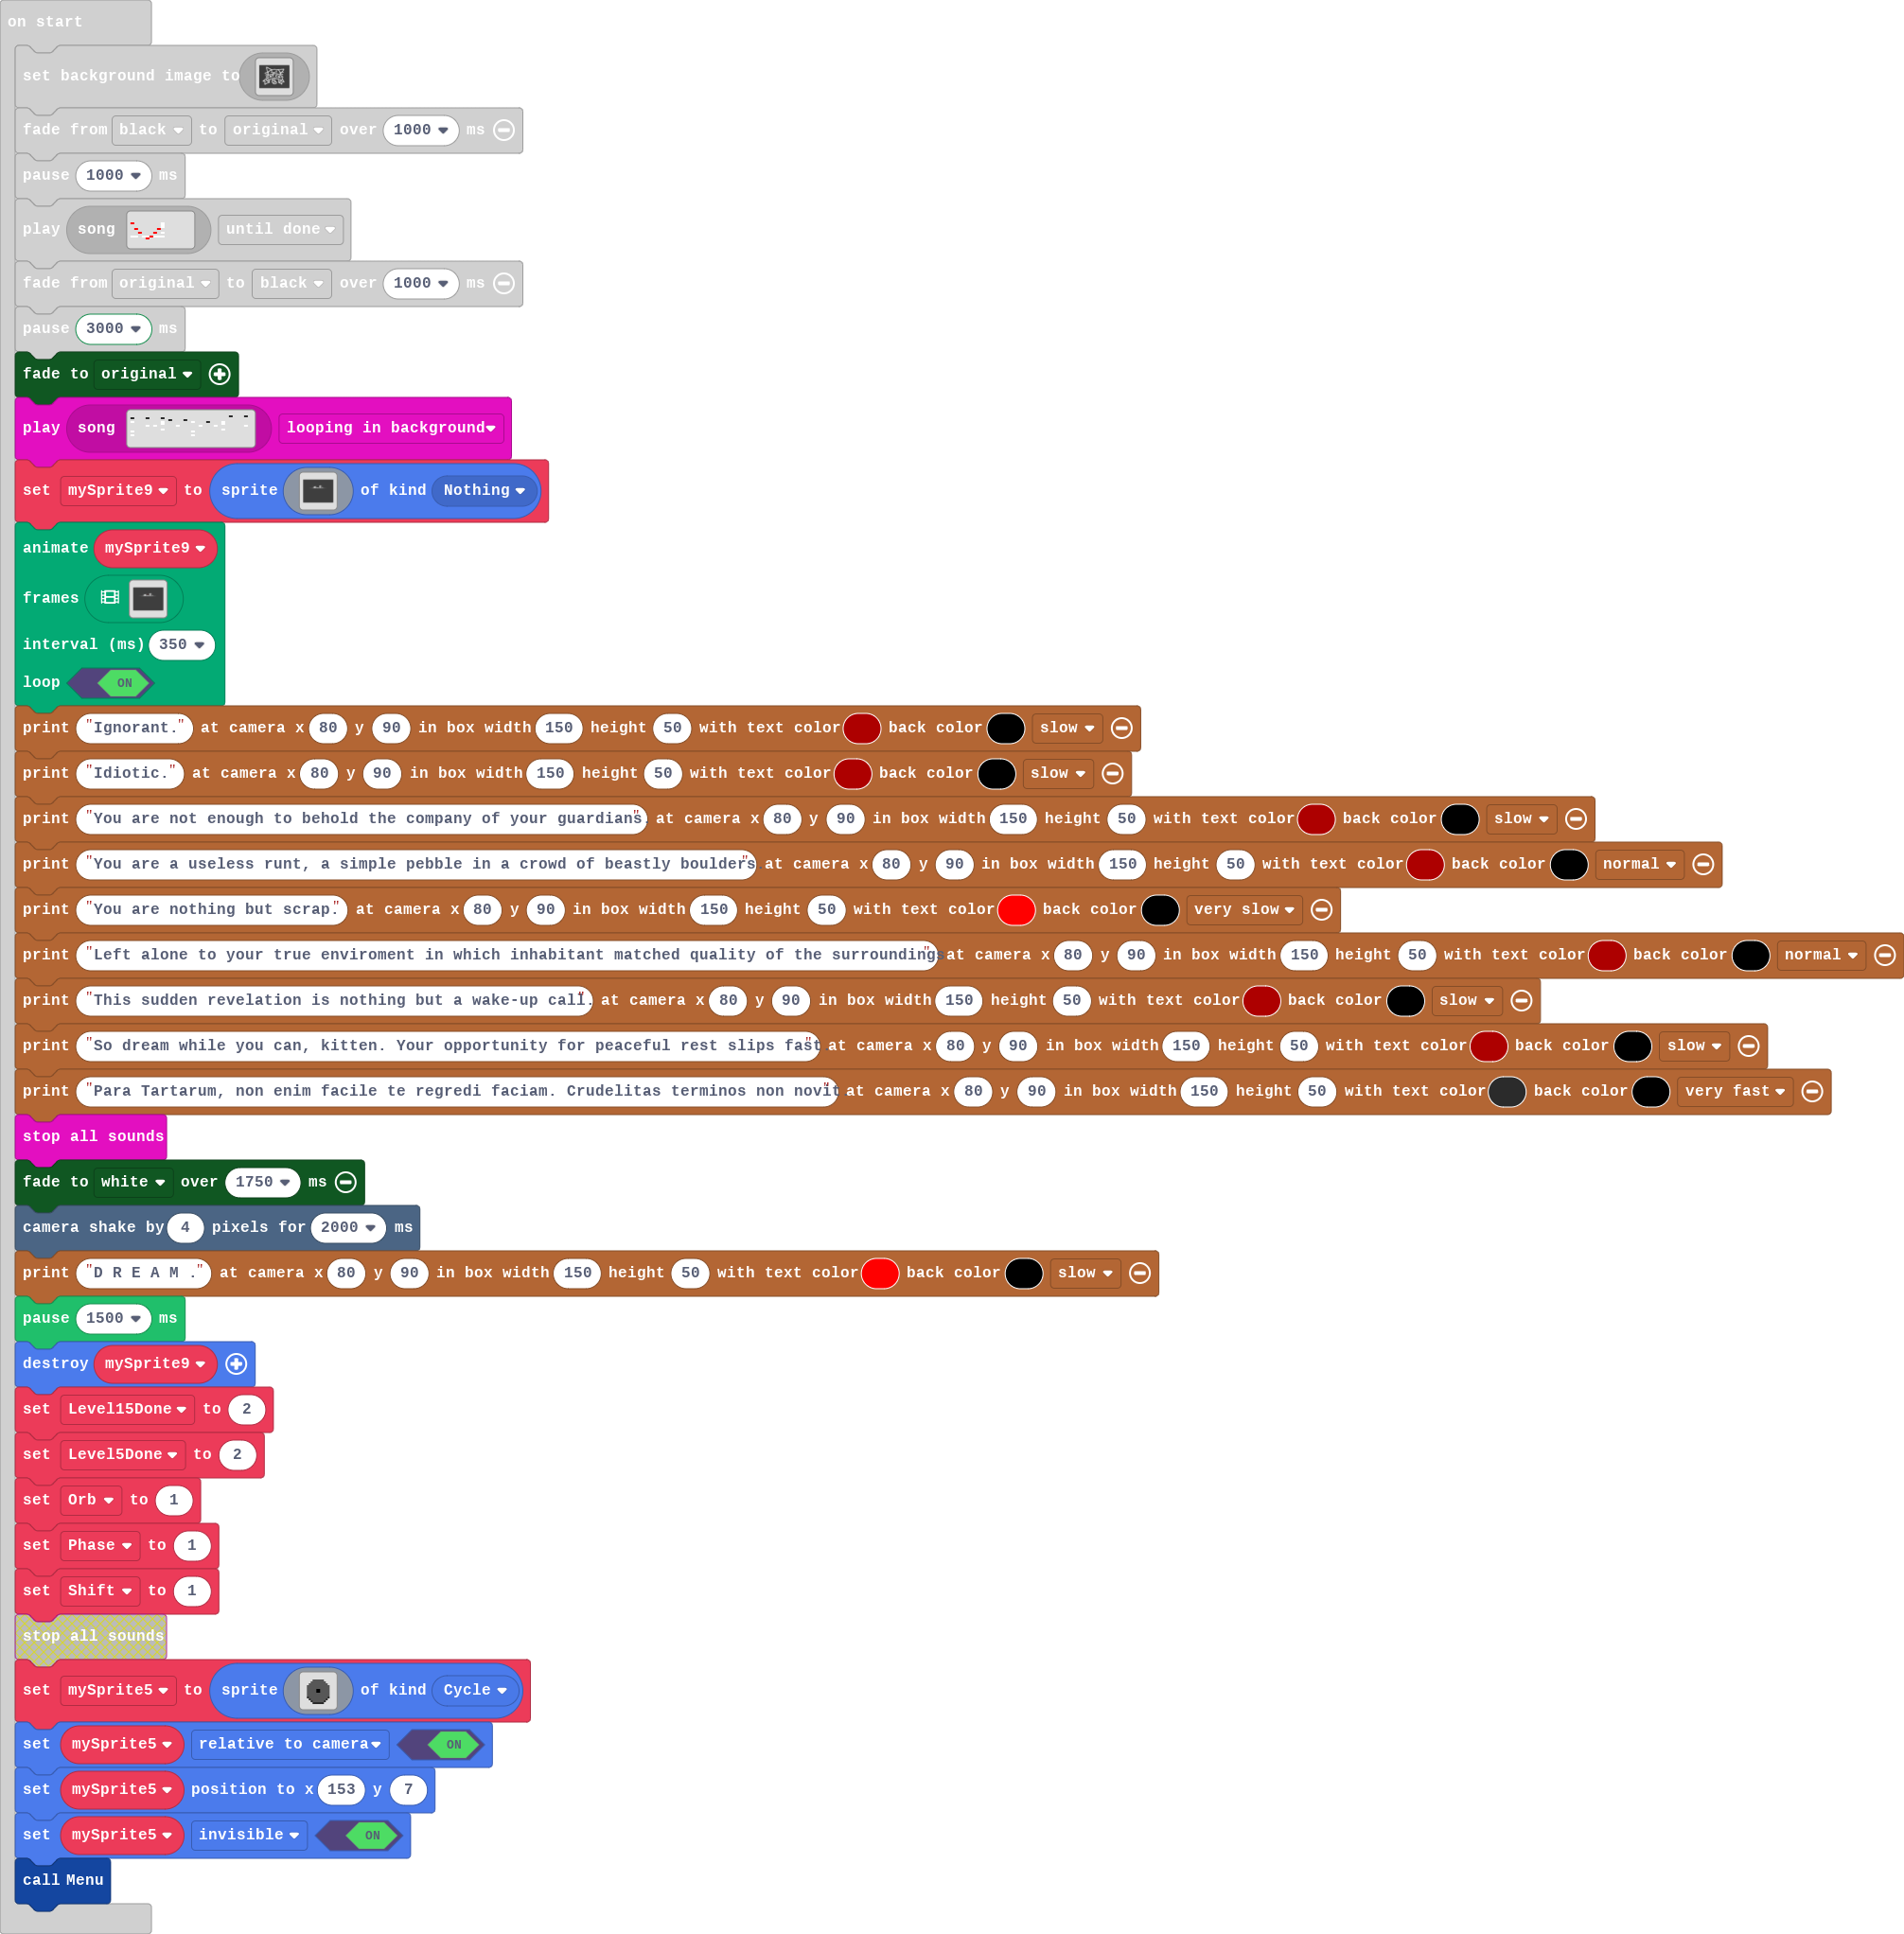 on start
set background image to
fade from black to original over 1000 ms
pause 1000 ms
play song until done
fade from original to black over 1000 ms
pause 3000 ms
fade to original
play song looping in background
set mySprite9 to sprite of kind Nothing
animate mySprite9
frames
interval (ms) 350
loop ON
print "Ignorant." at camera x 80 y 90 in box width 150 height 50 with text color back color slow
print "Idiotic." at camera x 80 y 90 in box width 150 height 50 with text color back color slow
print "You are not enough to behold the company of your guardians." at camera x 80 y 90 in box width 150 height 50 with text color back color slow
print "You are a useless runt, a simple pebble in a crowd of beastly boulders" at camera x 80 y 90 in box width 150 height 50 with text color back color normal
print "You are nothing but scrap." at camera x 80 y 90 in box width 150 height 50 with text color back color very slow
print "Left alone to your true enviroment in which inhabitant matched quality of the surroundings" at camera x 80 y 90 in box width 150 height 50 with text color back color normal
print "This sudden revelation is nothing but a wake-up call." at camera x 80 y 90 in box width 150 height 50 with text color back color slow
print "So dream while you can, kitten. Your opportunity for peaceful rest slips fast" at camera x 80 y 90 in box width 150 height 50 with text color back color slow
print "Para Tartarum, non enim facile te regredi faciam. Crudelitas terminos non novit" at camera x 80 y 90 in box width 150 height 50 with text color back color very fast
stop all sounds
fade to white over 1750 ms
camera shake by 4 pixels for 2000 ms
print "D R E A M ." at camera x 80 y 90 in box width 150 height 50 with text color back color slow
pause 1500 ms
destroy mySprite9
set Level15Done to 2
set Level5Done to 2
set Orb to 1
set Phase to 1
set Shift to 1
stop all sounds
set mySprite5 to sprite of kind Cycle
set mySprite5 relative to camera ON
set mySprite5 position to x 153 y 7
set mySprite5 invisible ON
call Menu